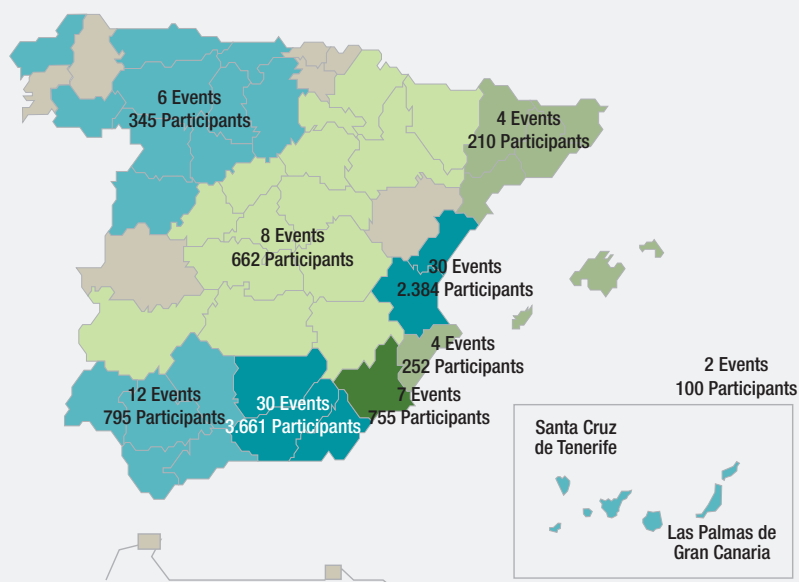 6 Events
345 Participants
4 Events
210 Participants
8 Events
662 Participants
30 Events
2.384 Participants
4 Events
252 Participants
2 Events
100 Participants
12 Events
795 Participants
30 Events
3.661 Participants
7 Events
755 Participants
Santa Cruz
de Tenerife
Las Palmas de
Gran Canaria